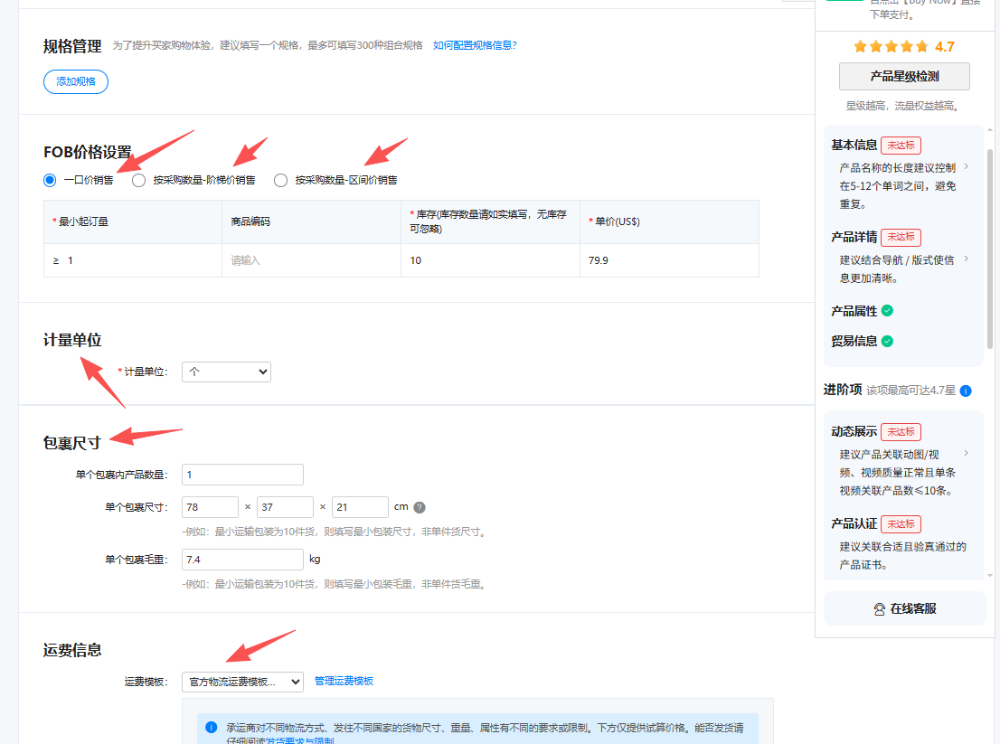 下单支付。
规格管理 为了提升买家购物体验，建议填写一个规格，最多可填写300种组合规格 如何配置规格信息？
添加规格
4.7
产品星级检测
星级越高，流量权益越高。
FOB价格设置
一口价销售 按采购数量-阶梯价销售 按采购数量-区间价销售
*最小起订量
商品编码
*库存(库存数量请如实填写，无库存
可忽略)
*单价(US$)
≥ 1
请输入
10
79.9
计量单位
*计量单位：
个
包裹尺寸
单个包裹内产品数量：
1
单个包裹尺寸：
78 × 37 × 21 cm ?
-例如：最小运输包装为10件货，则填写最小包装尺寸，非单件货尺寸。
单个包裹毛重：
7.4 kg
-例如：最小运输包装为10件货，则填写最小包装毛重，非单件货毛重。
运费信息
运费模板：
官方物流运费模板...
管理运费模板
承运商对不同物流方式、发往不同国家的货物尺寸、重量、属性有不同的要求或限制。下方仅提供试算价格。能否发货请
仔细阅读发货要求与限制
基本信息 未达标
产品名称的长度建议控制
在5-12个单词之间，避免
重复。
产品详情 未达标
建议结合导航 / 版式使信
息更加清晰。
产品属性
贸易信息
进阶项 该项最高可达4.7星
动态展示 未达标
建议产品关联动图/视
频、视频质量正常且单条
视频关联产品数≤10条。
产品认证 未达标
建议关联合适且验真通过的
产品证书。
在线客服